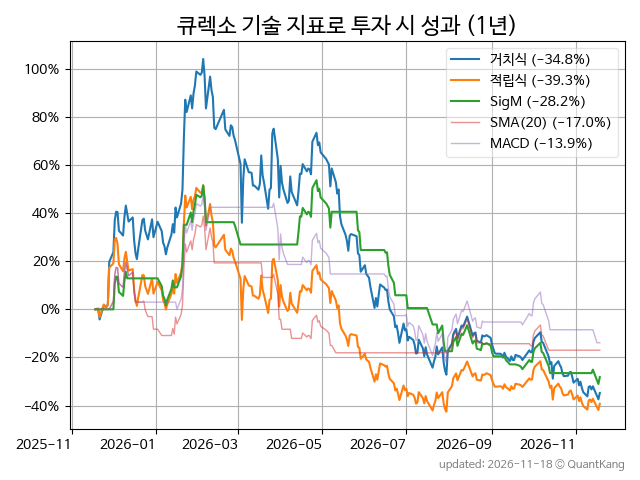 큐렉소 기술 지표로 투자 시 성과 (1년)
거치식 (−34.8%)
적립식 (−39.3%)
SigM (−28.2%)
SMA(20) (−17.0%)
MACD (−13.9%)
100%
80%
60%
40%
20%
0%
−20%
−40%
2025−11
2026−01
2026−03
2026−05
2026−07
2026−09
2026−11
updated: 2026−11−18 ⓒ QuantKang